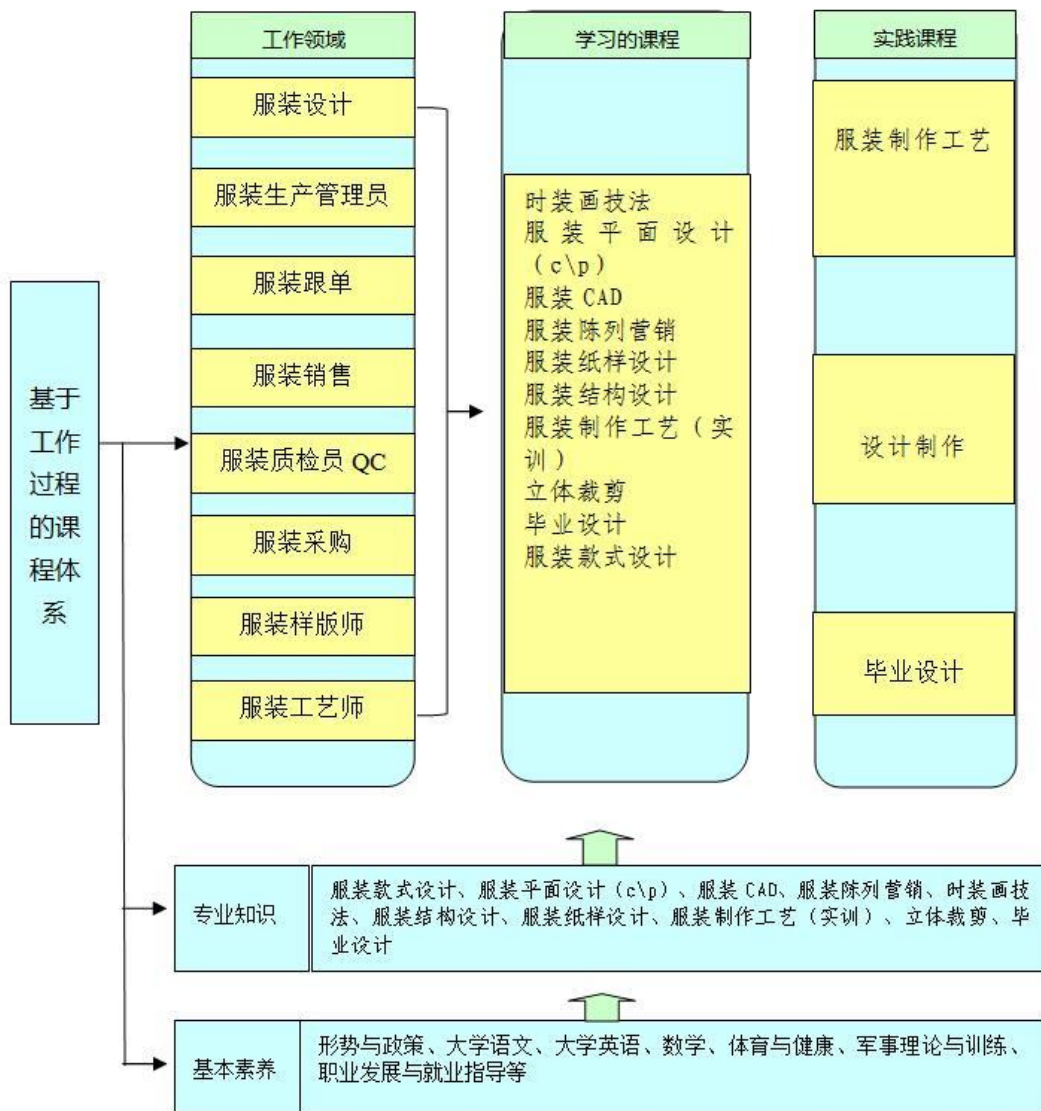 工作领域
学习的课程
实践课程
基于
工作
过程
的课
程体
系
服装设计
服装生产管理员
服装跟单
服装销售
服装质检员 QC
服装采购
服装样版师
服装工艺师
时装画技法
服装平面设计
(c\p)
服装 CAD
服装陈列营销
服装纸样设计
服装结构设计
服装制作工艺(实
训)
立体裁剪
毕业设计
服装款式设计
服装制作工艺
设计制作
毕业设计
专业知识
服装款式设计、服装平面设计(c\p)、服装 CAD、服装陈列营销、时装画技
法、服装结构设计、服装纸样设计、服装制作工艺(实训)、立体裁剪、毕
业设计
基本素养
形势与政策、大学语文、大学英语、数学、体育与健康、军事理论与训练、
职业发展与就业指导等